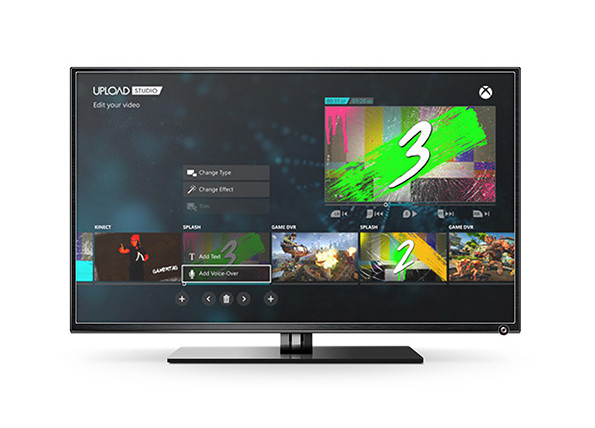 UPLOAD STUDIO
Edit your video
3
Change Type
Change Effect
Trim
KINECT
SPLASH
GAME DVR
SPLASH
GAME DVR
GAMERTAG
3
2
Add Text
Add Voice-Over